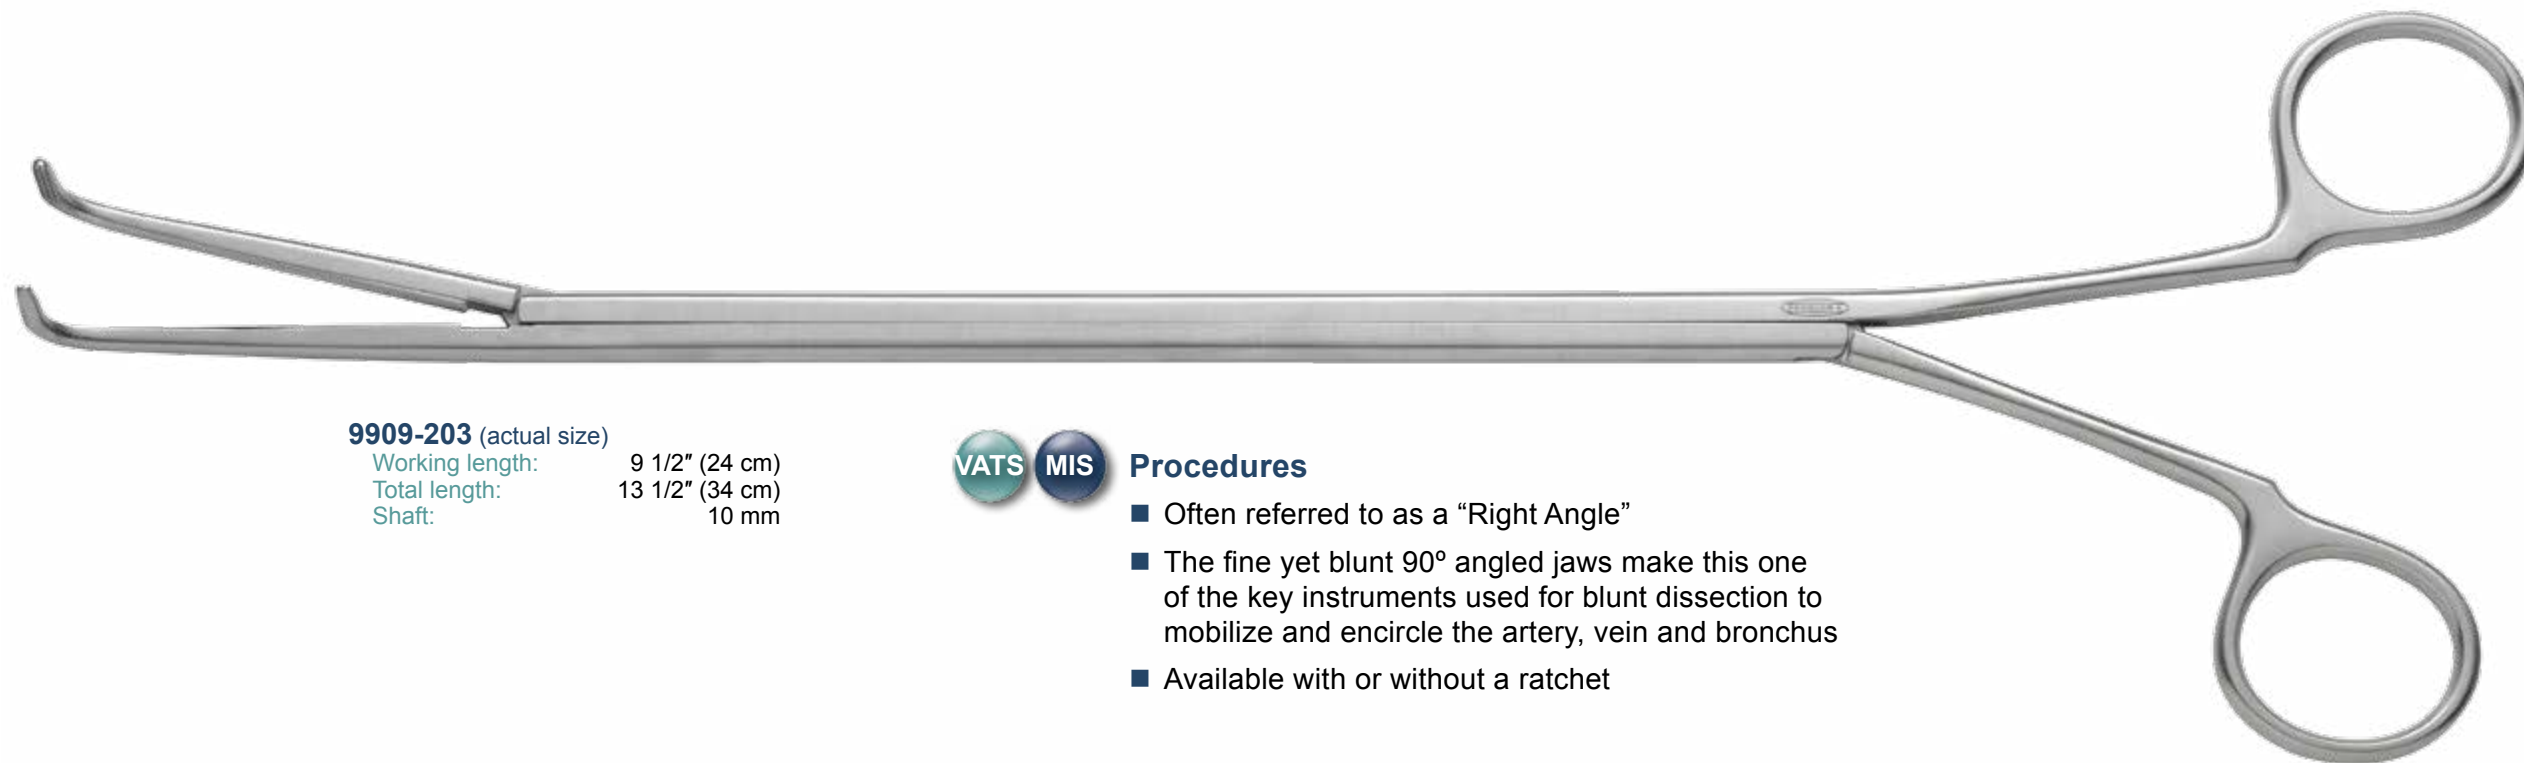 9909-203 (actual size)
Working length: 9 1/2″ (24 cm)
Total length: 13 1/2″ (34 cm)
Shaft: 10 mm
VATS MIS Procedures
■ Often referred to as a “Right Angle”
■ The fine yet blunt 90º angled jaws make this one
of the key instruments used for blunt dissection to
mobilize and encircle the artery, vein and bronchus
■ Available with or without a ratchet